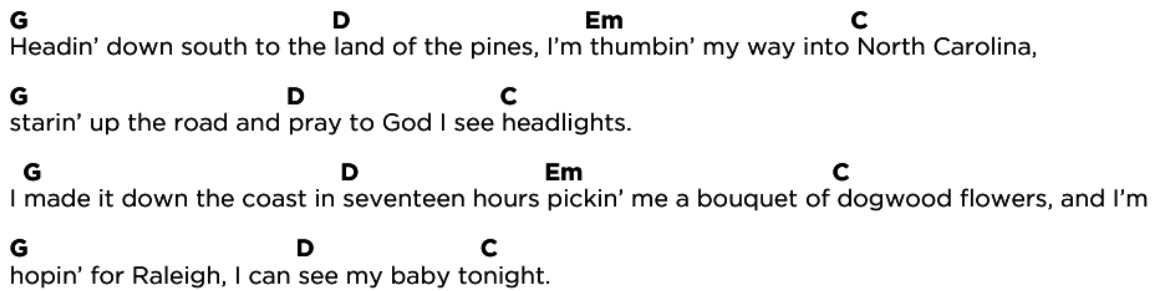 G D Em C
Headin’ down south to the land of the pines, I’m thumbin’ my way into North Carolina,
G D C
starin’ up the road and pray to God I see headlights.
G D Em C
I made it down the coast in seventeen hours pickin’ me a bouquet of dogwood flowers, and I’m
G D C
hopin’ for Raleigh, I can see my baby tonight.